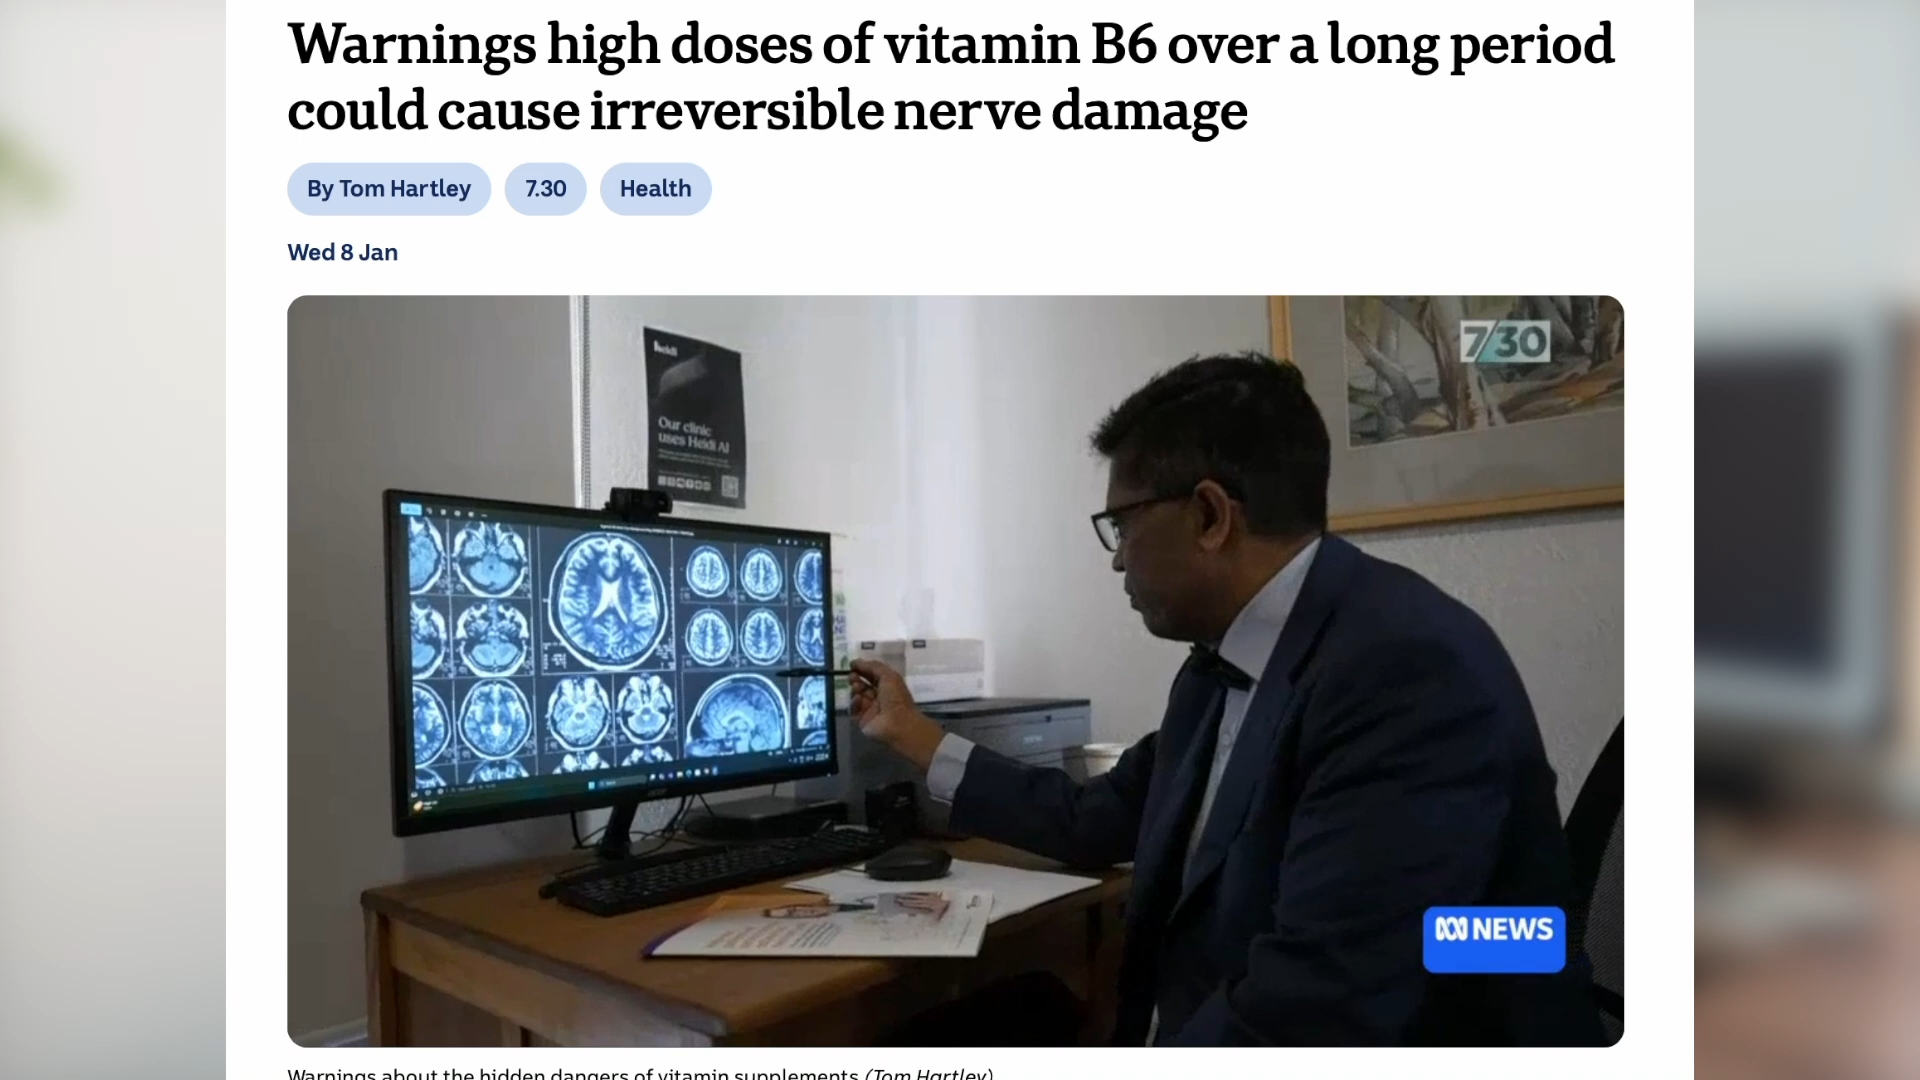 Warnings high doses of vitamin B6 over a long period
could cause irreversible nerve damage
By Tom Hartley
7.30
Health
Wed 8 Jan
7/30
heidi
Our clinic
uses Heidi AI
acer
NEWS
Warnings about the hidden dangers of vitamin supplements (Tom Hartley)